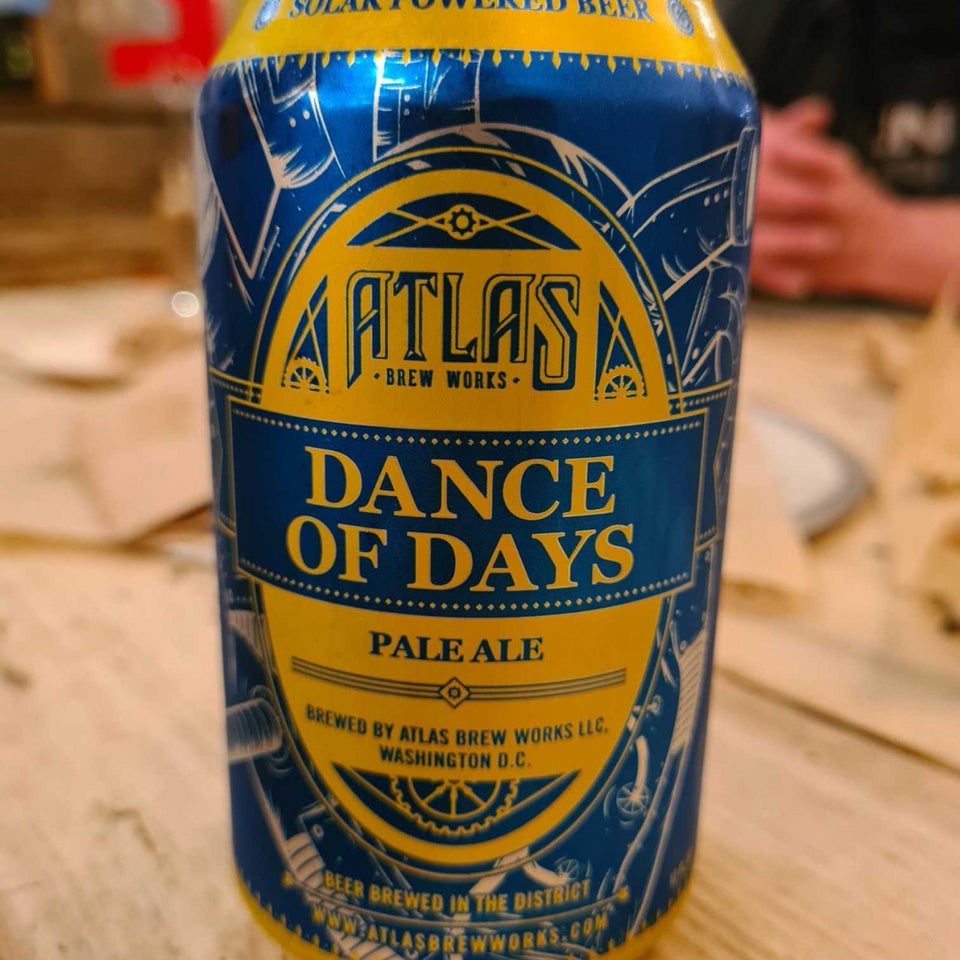 SOLAR POWERED BEER
ATLAS
• BREW WORKS •
DANCE
OF DAYS
PALE ALE
BREWED BY ATLAS BREW WORKS LLC,
WASHINGTON D.C.
BEER BREWED IN THE DISTRICT
WWW.ATLASBREWWORKS.COM